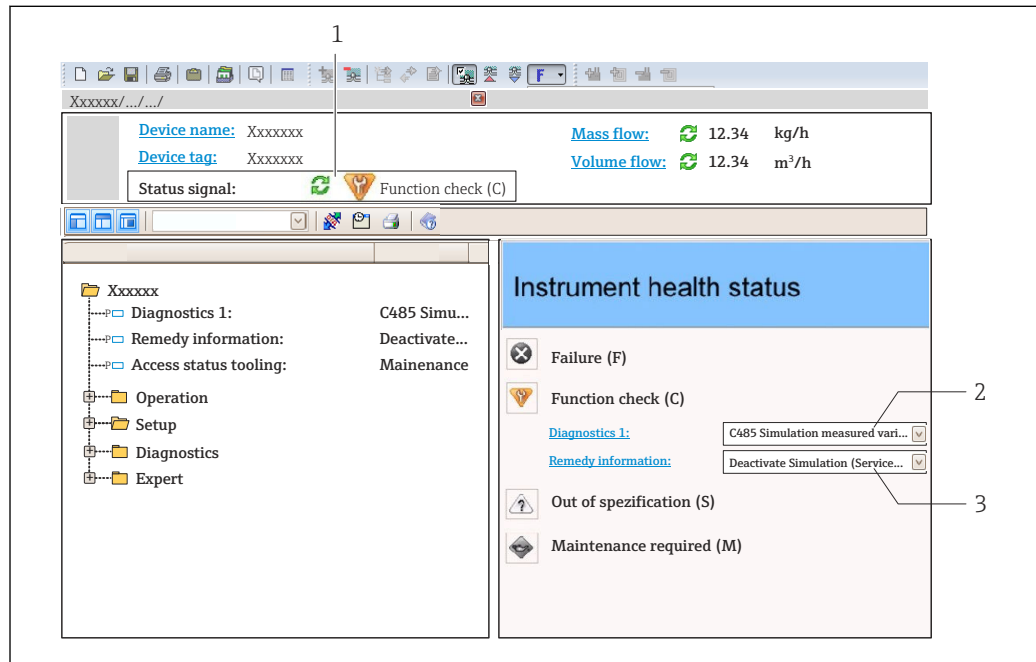 1
F
Xxxxxx/.../.../
Device name: Xxxxxxx
Mass flow: 12.34 kg/h
Device tag: Xxxxxxx
Volume flow: 12.34 m³/h
Status signal: Function check (C)
Xxxxxx
Diagnostics 1: C485 Simu...
Remedy information: Deactivate...
Access status tooling: Mainenance
Operation
Setup
Diagnostics
Expert
Instrument health status
Failure (F)
Function check (C)
2
Diagnostics 1: C485 Simulation measured vari...
Remedy information: Deactivate Simulation (Service...
3
Out of spezification (S)
Maintenance required (M)